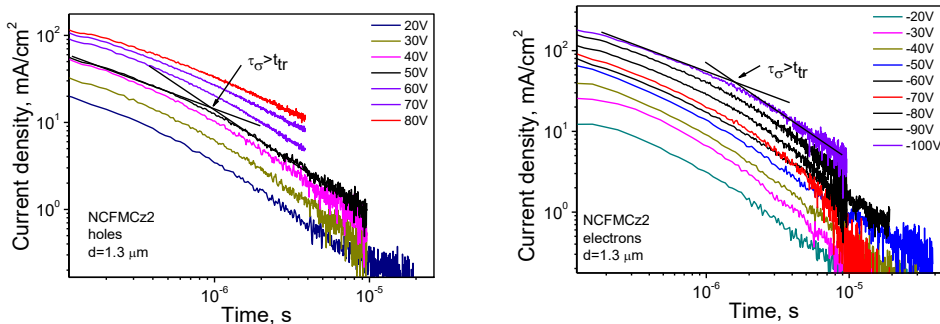 Current density, mA/cm²
10²
10¹
10⁰
τσ>ttr
20V
30V
40V
50V
60V
70V
80V
NCFMCz2
holes
d=1.3 μm
10⁻⁶
10⁻⁵
Time, s
Current density, mA/cm²
10²
10¹
10⁰
τσ>ttr
-20V
-30V
-40V
-50V
-60V
-70V
-80V
-90V
-100V
NCFMCz2
electrons
d=1.3 μm
10⁻⁶
10⁻⁵
Time, s